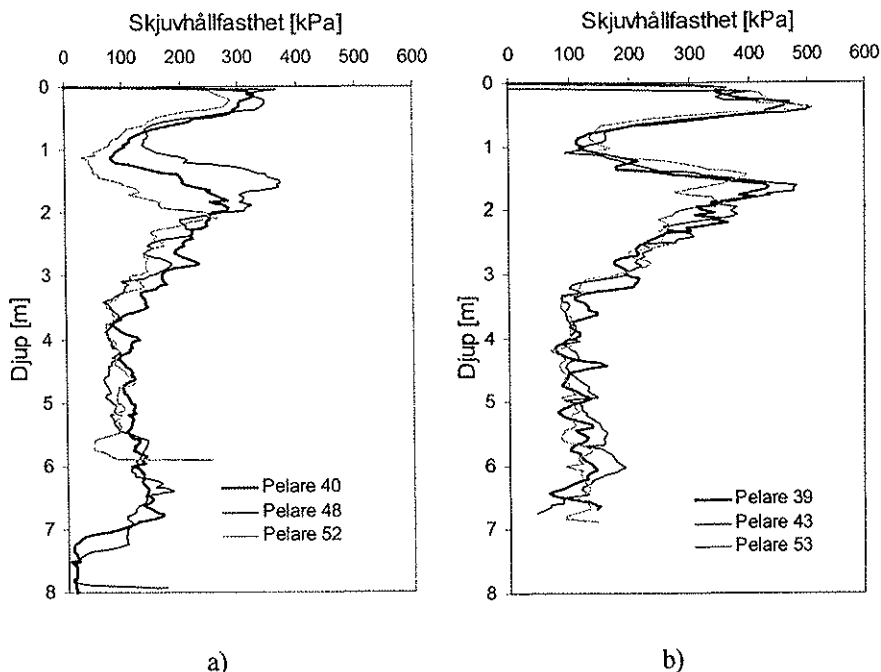 Skjuvhållfasthet [kPa]
0 100 200 300 400 500 600
Djup [m]
0
1
2
3
4
5
6
7
8
Pelare 40
Pelare 48
Pelare 52
a)
Skjuvhållfasthet [kPa]
0 100 200 300 400 500 600
Djup [m]
0
1
2
3
4
5
6
7
8
Pelare 39
Pelare 43
Pelare 53
b)